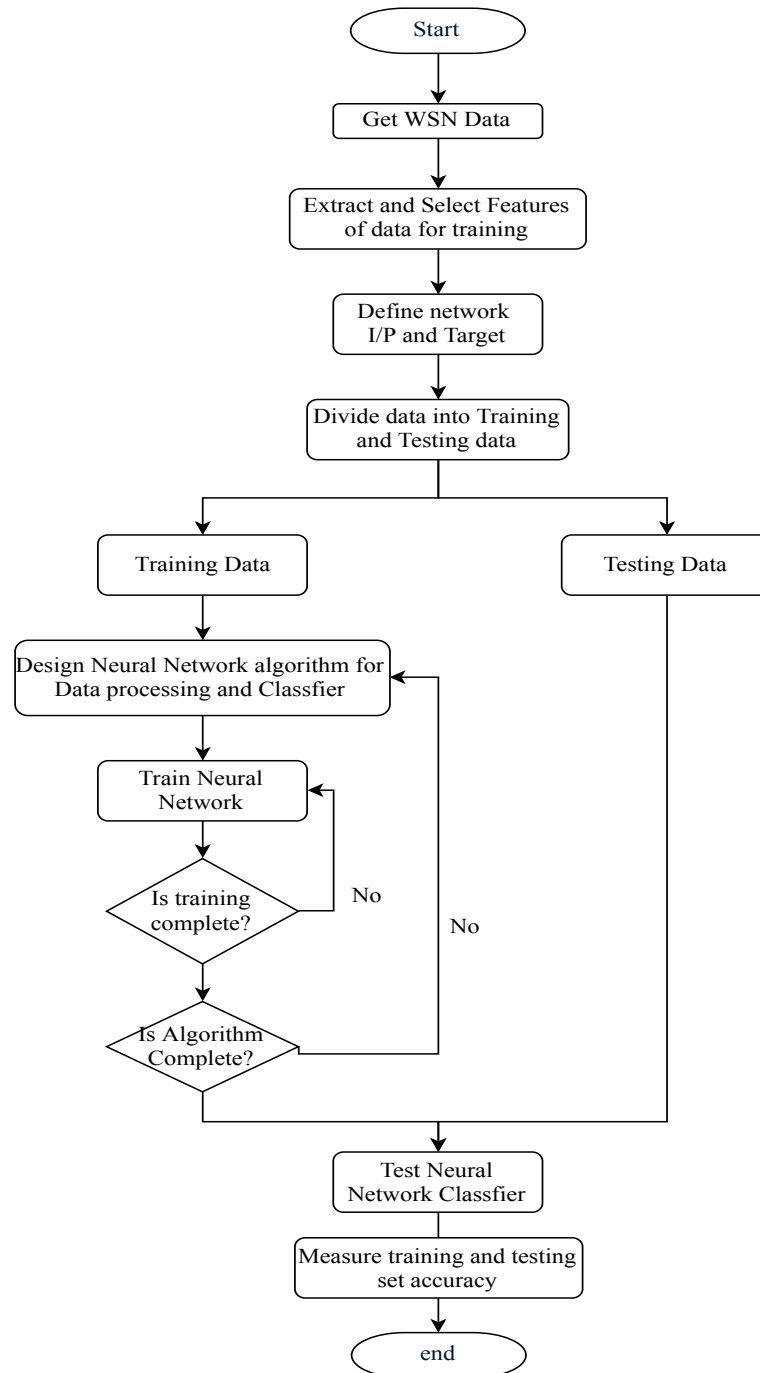 Start
Get WSN Data
Extract and Select Features
of data for training
Define network
I/P and Target
Divide data into Training
and Testing data
Training Data
Testing Data
Design Neural Network algorithm for
Data processing and Classfier
Train Neural
Network
Is training
complete?
No
No
Is Algorithm
Complete?
Test Neural
Network Classfier
Measure training and testing
set accuracy
end